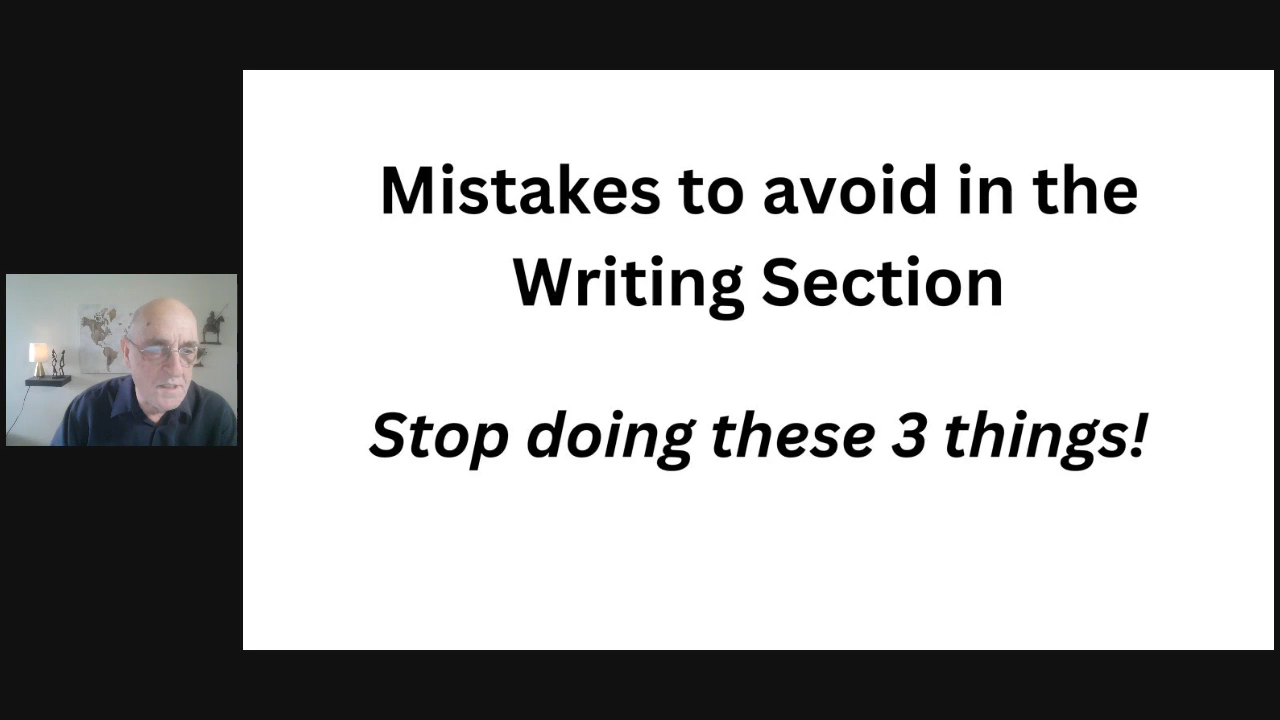 Mistakes to avoid in the
Writing Section
Stop doing these 3 things!